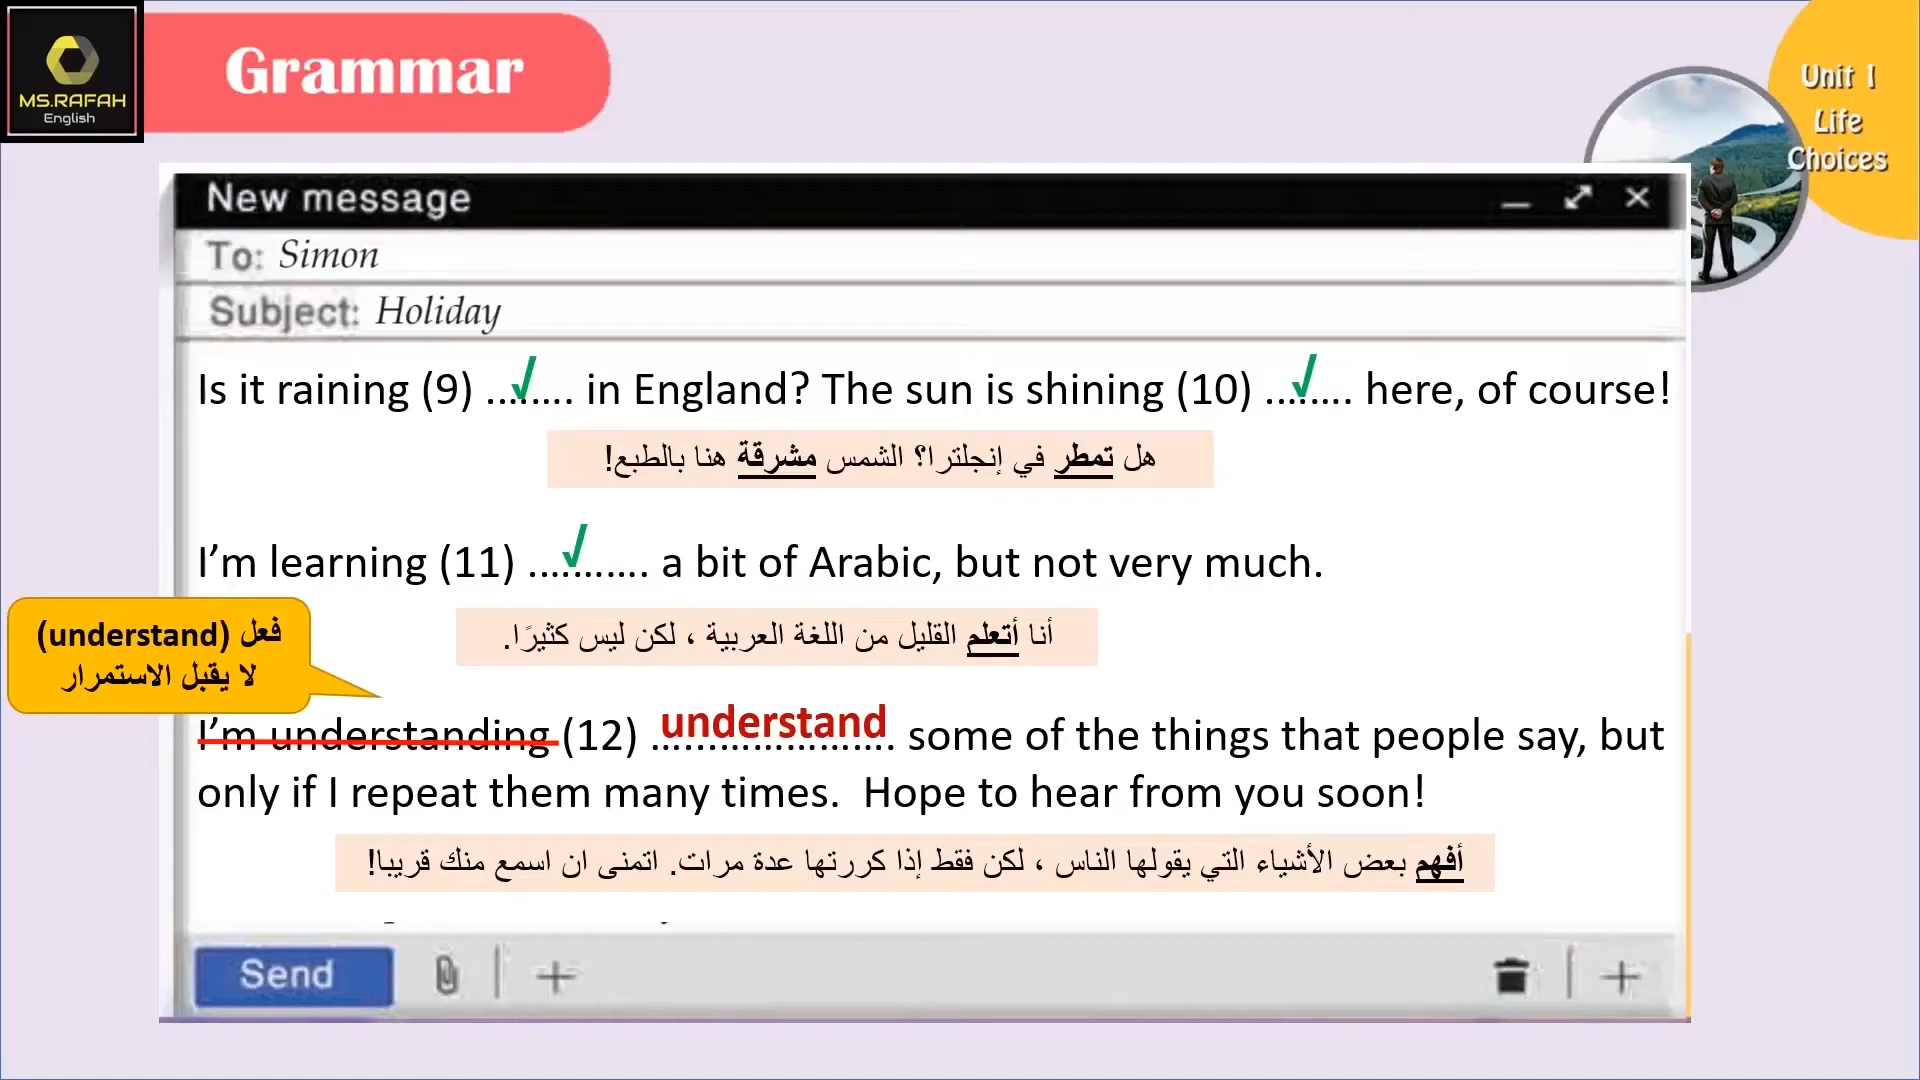 MS.RAFAH
English
Grammar
Unit 1
Life
Choices
New message
To: Simon
Subject: Holiday
Is it raining (9) ........ in England? The sun is shining (10) ....... here, of course!
هل تمطر في إنجلترا؟ الشمس مشرقة هنا بالطبع!
I'm learning (11) ........... a bit of Arabic, but not very much.
أنا أتعلم القليل من اللغة العربية ، لكن ليس كثيرًا.
فعل (understand)
لا يقبل الاستمرار
understand
I'm understanding (12) ...................... some of the things that people say, but
only if I repeat them many times. Hope to hear from you soon!
أفهم بعض الأشياء التي يقولها الناس ، لكن فقط إذا كررتها عدة مرات. اتمنى ان اسمع منك قريبا!
Send